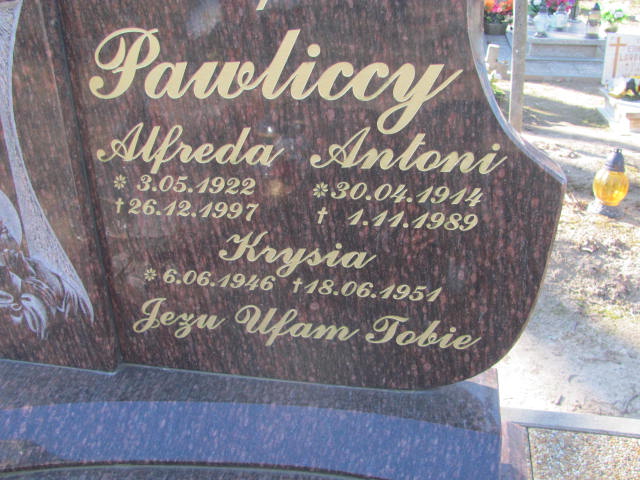 Pawliccy
Alfreda Antoni
* 3.05.1922 * 30.04.1914
† 26.12.1997 † 1.11.1989
Krysia
* 6.06.1946 † 18.06.1951
Jezu Ufam Tobie